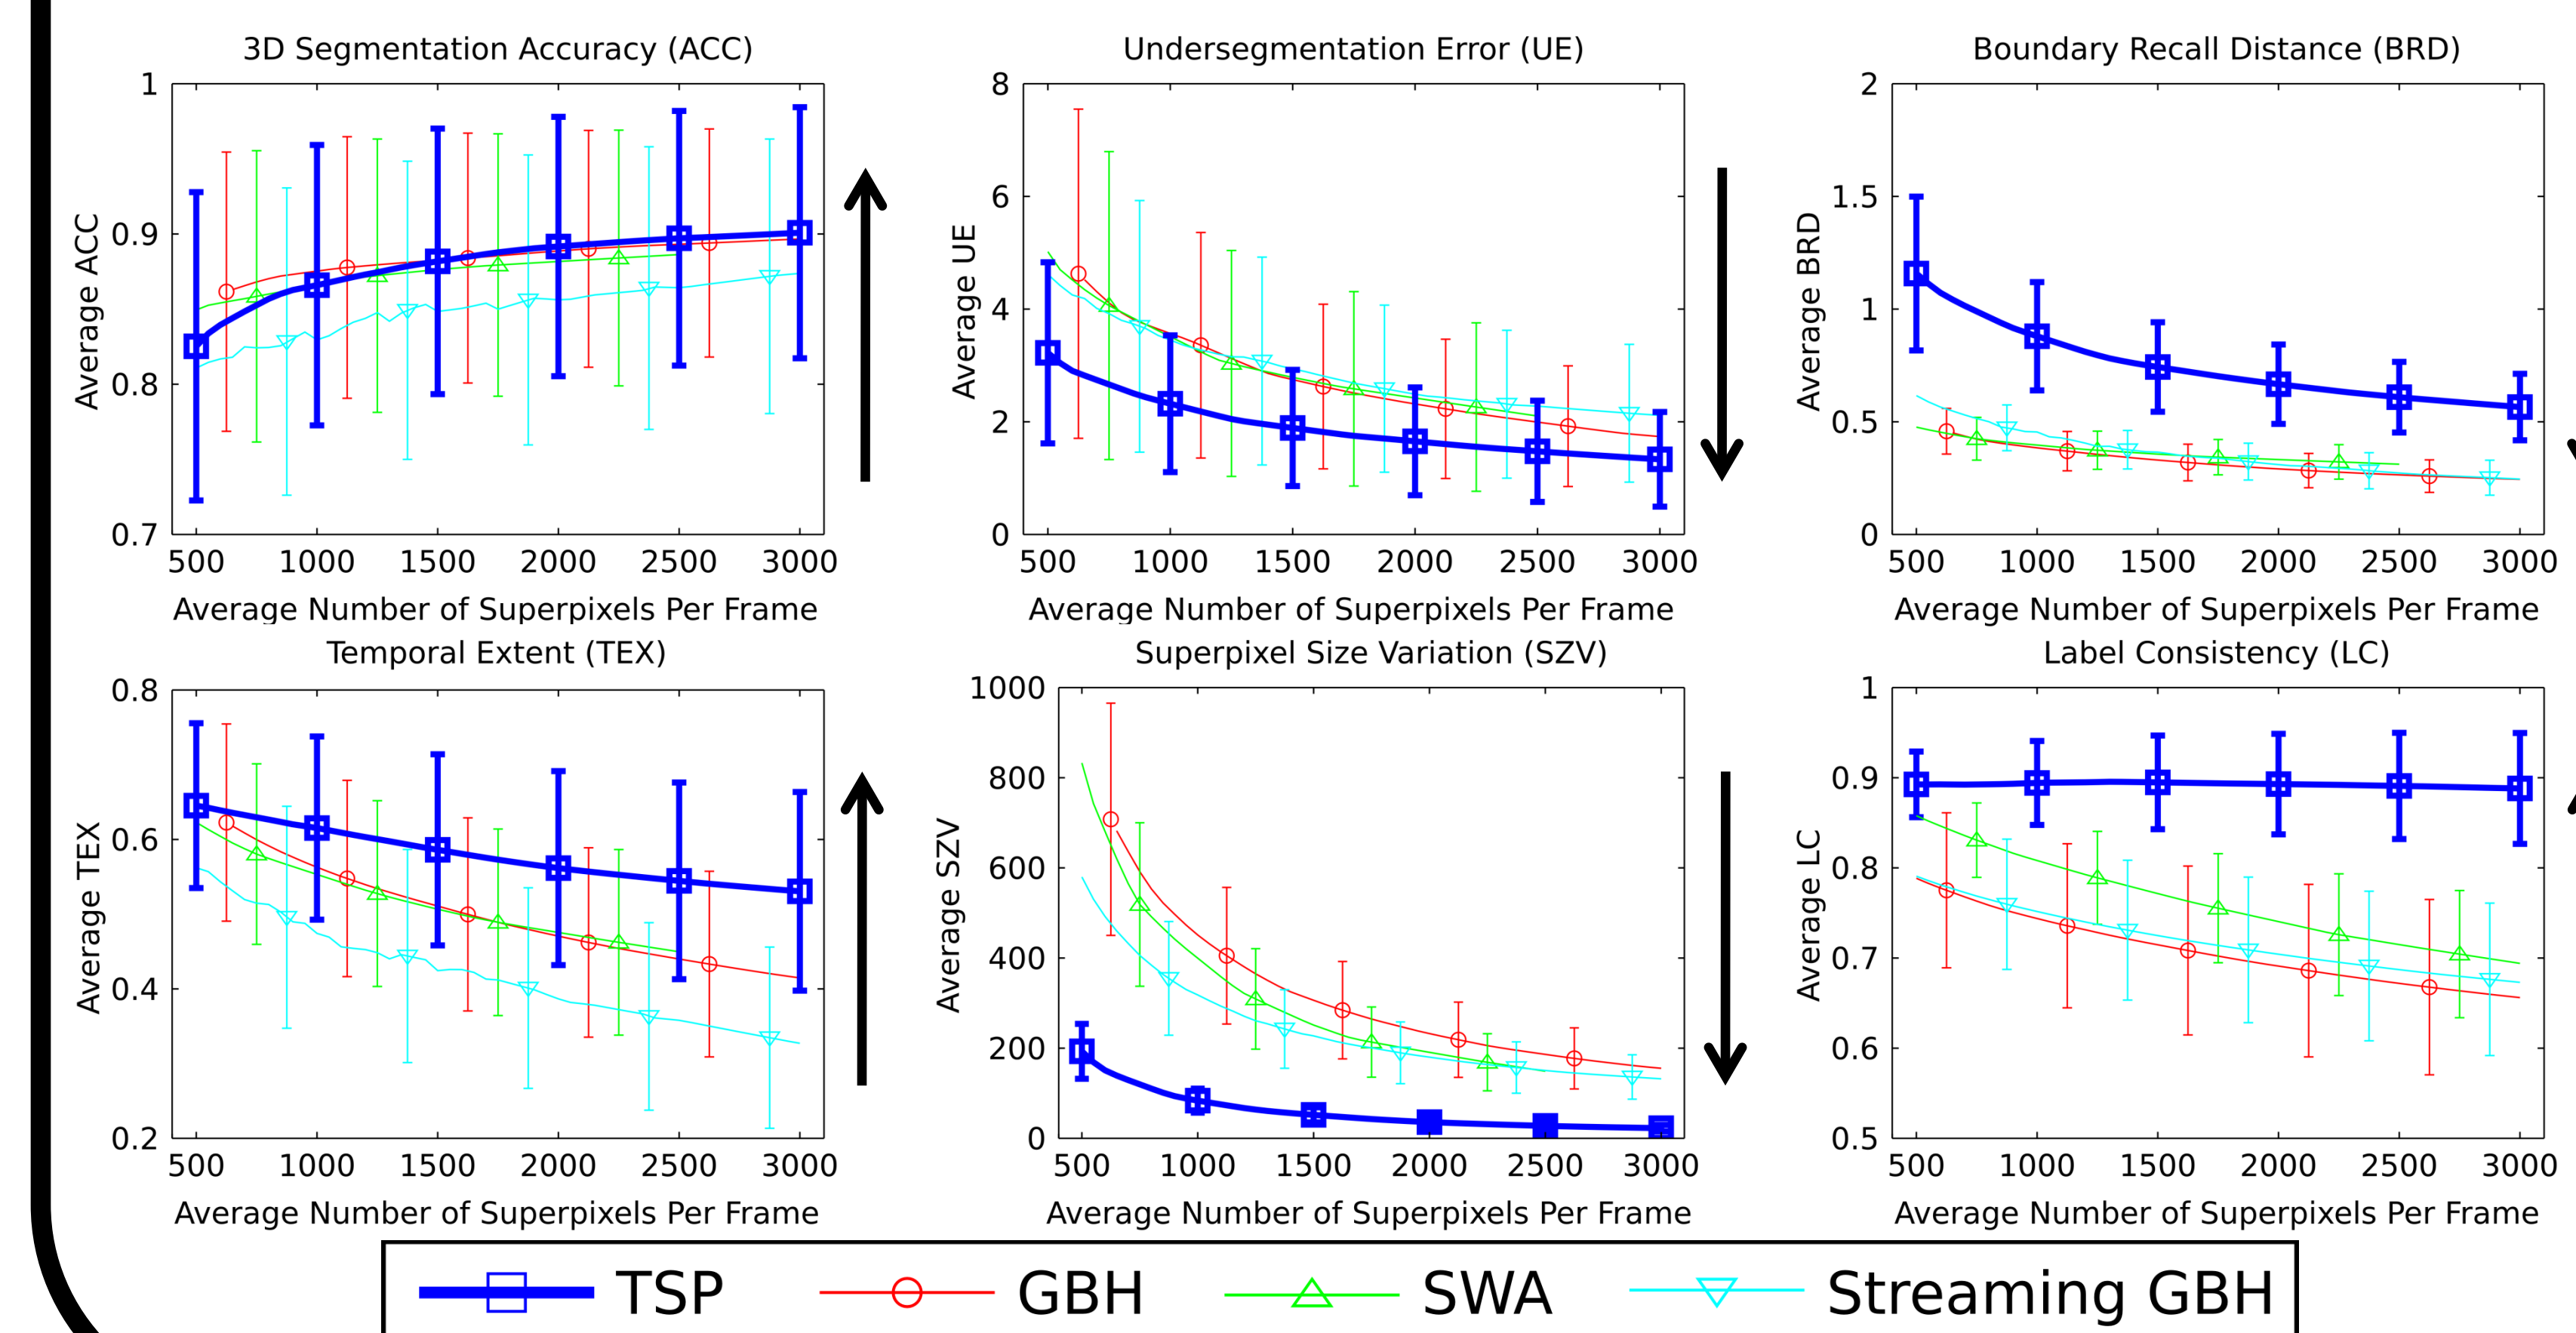 3D Segmentation Accuracy (ACC)
Average ACC
1
0.9
0.8
0.7
500 1000 1500 2000 2500 3000
Average Number of Superpixels Per Frame
Undersegmentation Error (UE)
Average UE
8
6
4
2
0
500 1000 1500 2000 2500 3000
Average Number of Superpixels Per Frame
Boundary Recall Distance (BRD)
Average BRD
2
1.5
1
0.5
0
500 1000 1500 2000 2500 3000
Average Number of Superpixels Per Frame
Temporal Extent (TEX)
Average TEX
0.8
0.6
0.4
0.2
500 1000 1500 2000 2500 3000
Average Number of Superpixels Per Frame
Superpixel Size Variation (SZV)
Average SZV
1000
800
600
400
200
0
500 1000 1500 2000 2500 3000
Average Number of Superpixels Per Frame
Label Consistency (LC)
Average LC
1
0.9
0.8
0.7
0.6
0.5
500 1000 1500 2000 2500 3000
Average Number of Superpixels Per Frame
TSP GBH SWA Streaming GBH